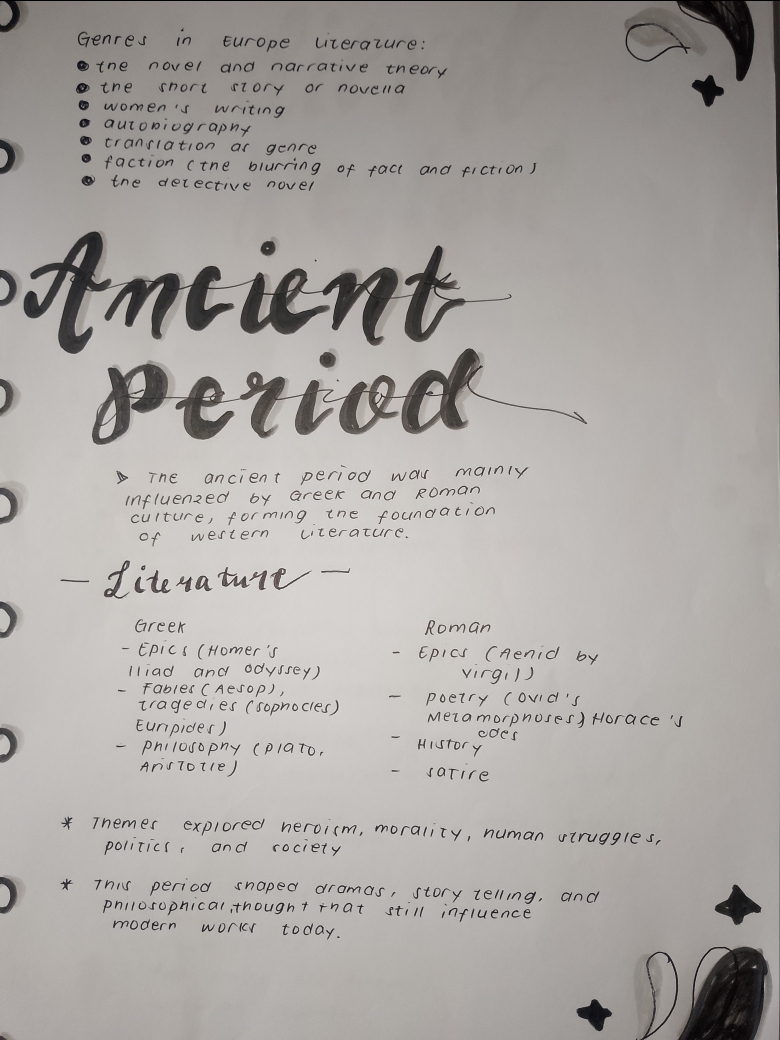 Genres in Europe Literature:
• the novel and narrative theory
• the short story or novella
• women's writing
• autobiography
• translation as genre
• faction (the blurring of fact and fiction)
• the detective novel
Ancient
Period
The ancient period was mainly
influenzed by Greek and Roman
culture, forming the foundation
of western Literature.
- Literature -
Greek
- Epics (Homer's
Iliad and Odyssey)
- Fables (Aesop),
tragedies (sophocles)
Euripides)
- Philosophy (Plato,
Aristotle)
Roman
- Epics (Aenid by
virgil)
- poetry (Ovid's
Metamorphoses) Horace's
odes
- History
- satire
* Themes explored heroism, morality, human struggles,
politics, and society
* This period shaped dramas, story telling, and
philosophical, thought that still influence
modern works today.